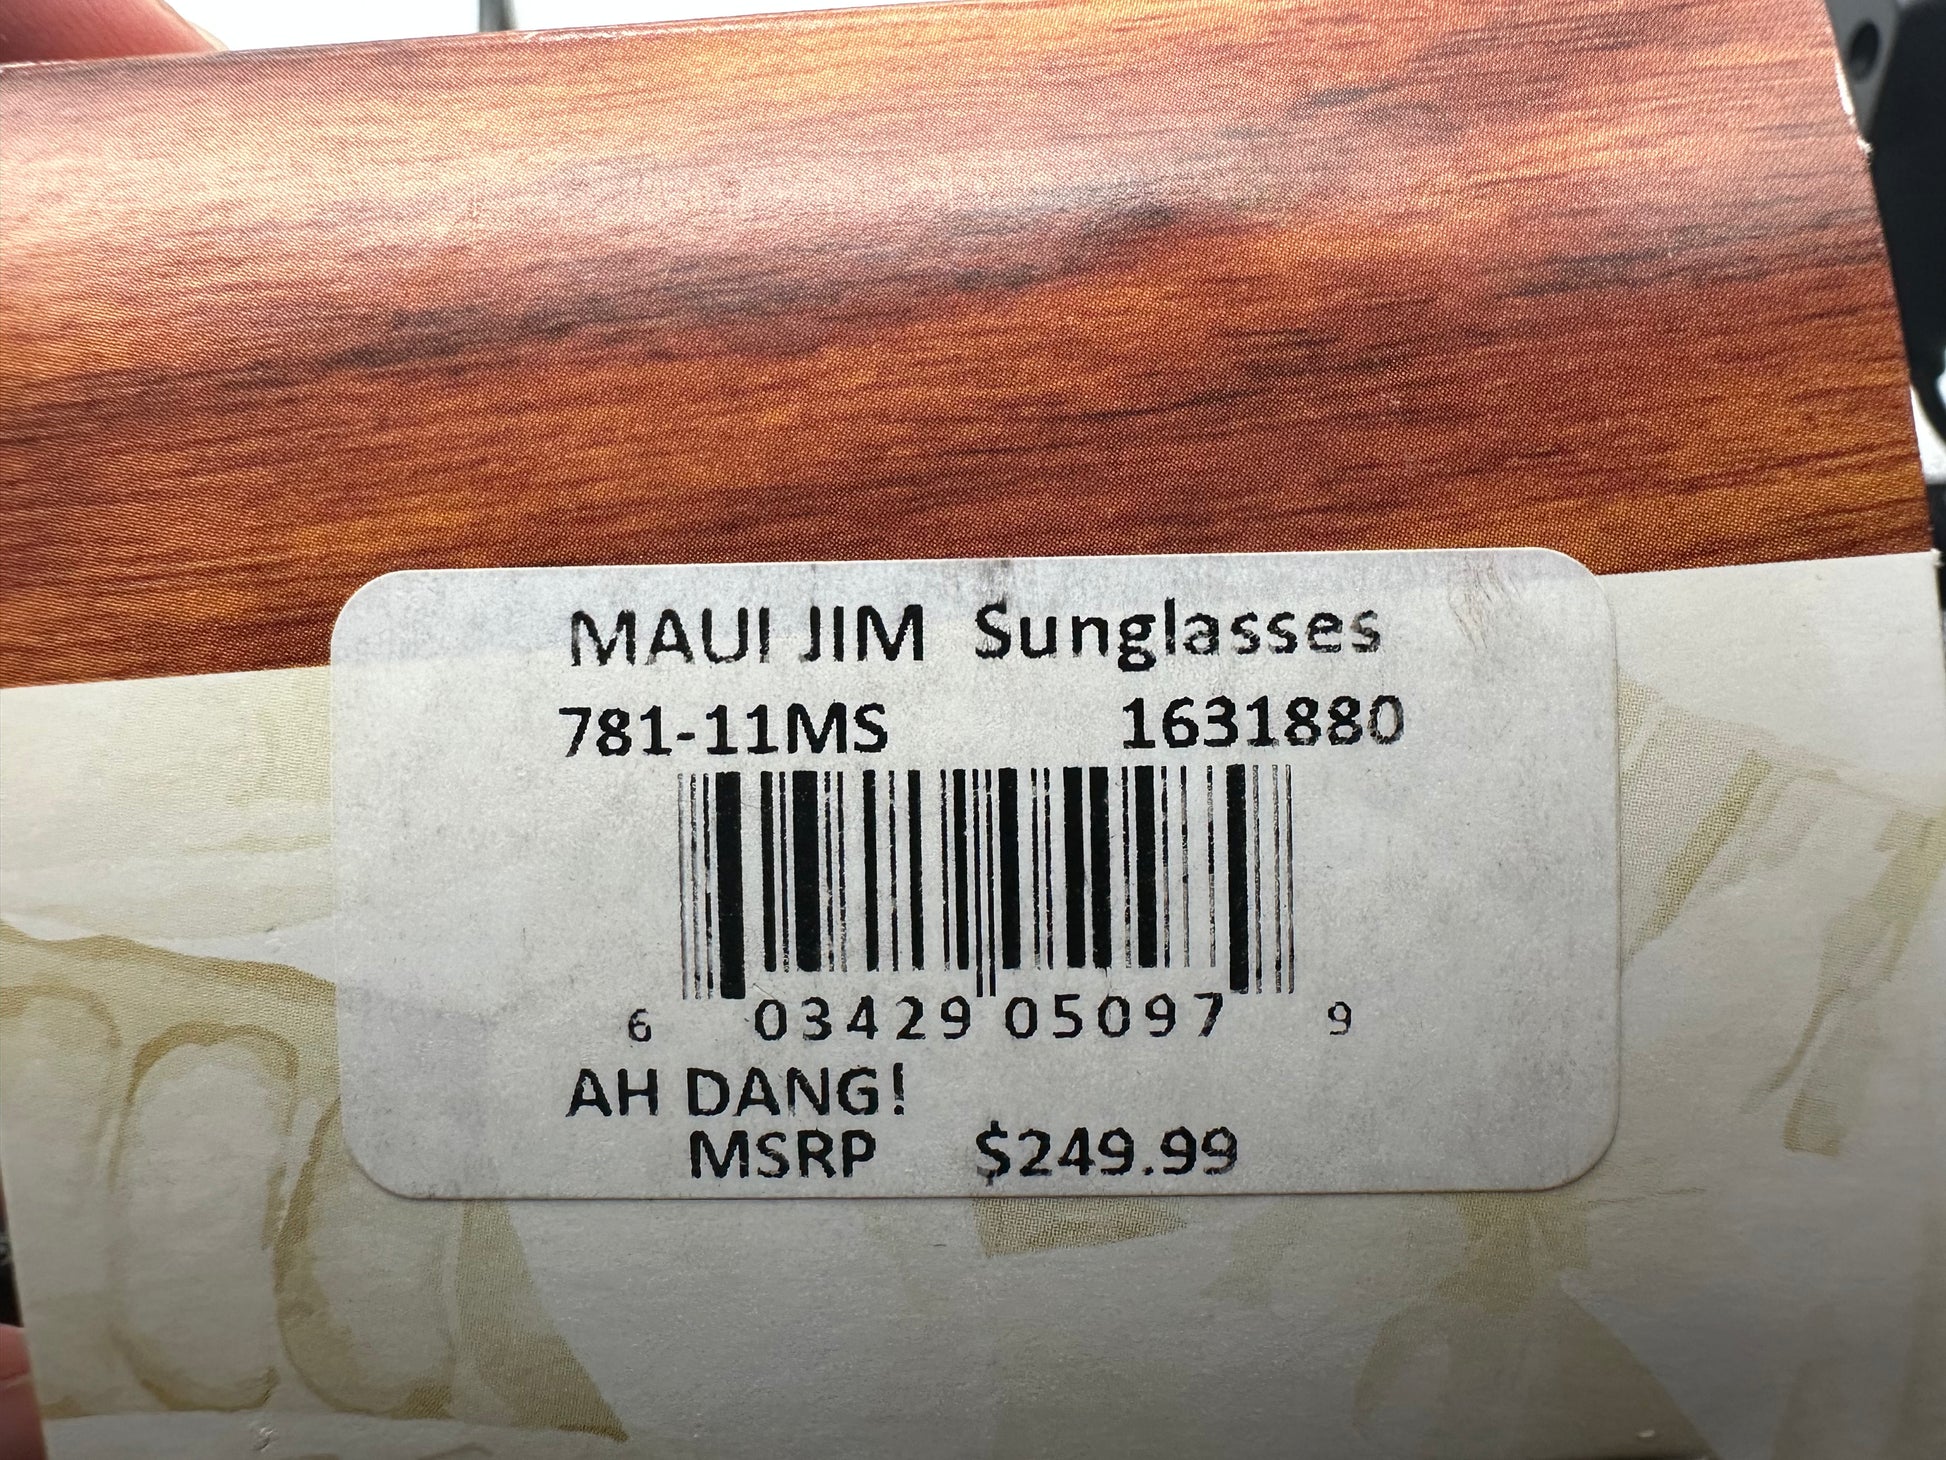 MAUI JIM Sunglasses
781-11MS 1631880
6 03429 05097 9
AH DANG!
MSRP $249.99